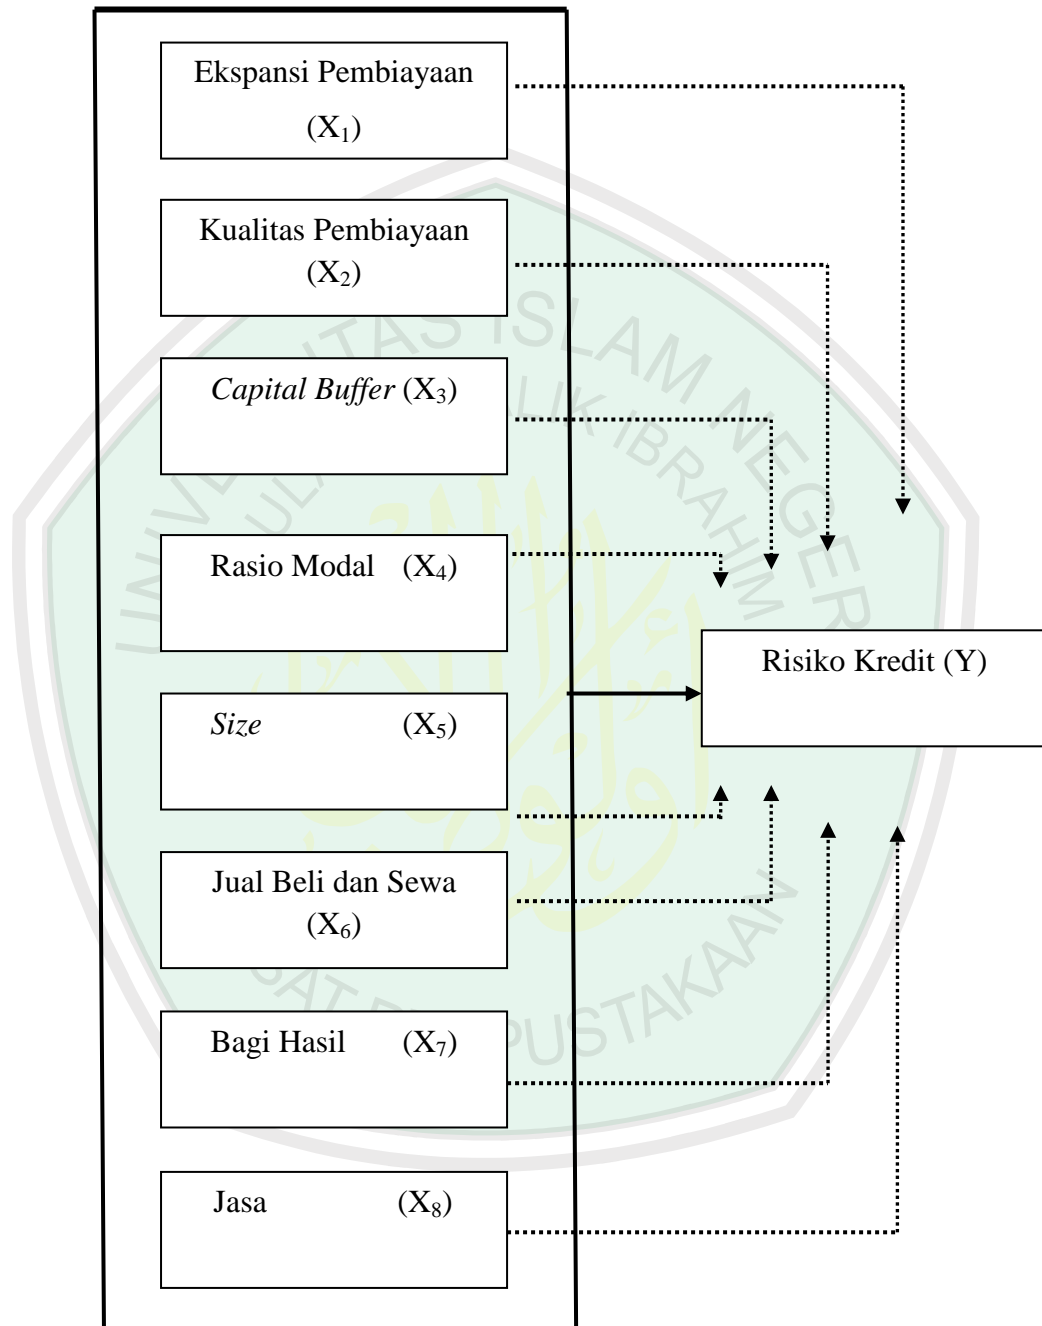 Ekspansi Pembiayaan
(X₁)
Kualitas Pembiayaan
(X₂)
Capital Buffer (X₃)
Rasio Modal (X₄)
Size (X₅)
Risiko Kredit (Y)
Jual Beli dan Sewa
(X₆)
Bagi Hasil (X₇)
Jasa (X₈)